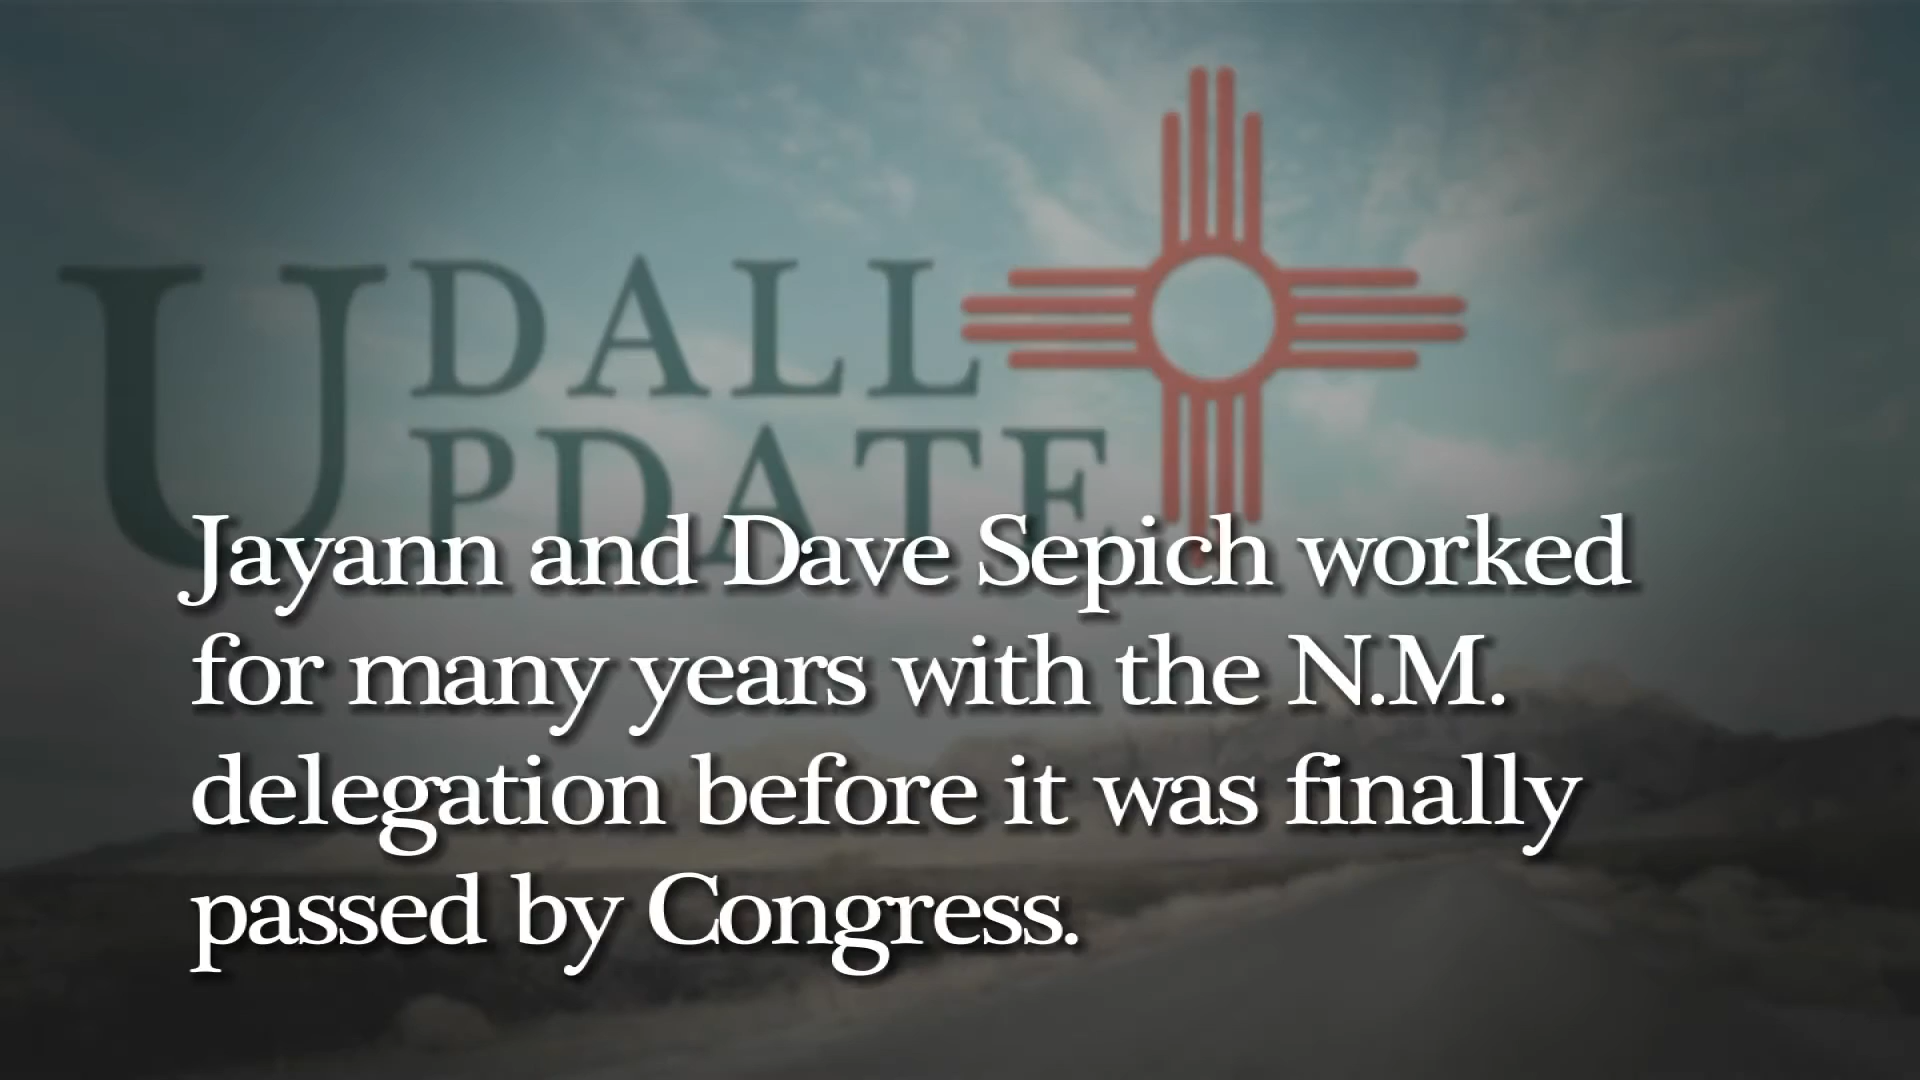 UDALL
UPDATE
Jayann and Dave Sepich worked
for many years with the N.M.
delegation before it was finally
passed by Congress.